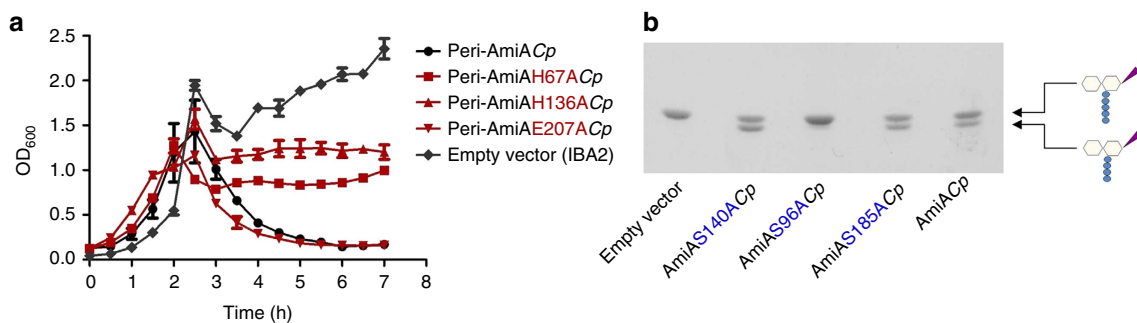 a
OD600
2.5
2.0
1.5
1.0
0.5
0.0
0 1 2 3 4 5 6 7 8
Time (h)
Peri-AmiACp
Peri-AmiAH67ACp
Peri-AmiAH136ACp
Peri-AmiAE207ACp
Empty vector (IBA2)
b
Empty vector
AmiAS140ACp
AmiAS96ACp
AmiAS185ACp
AmiACp